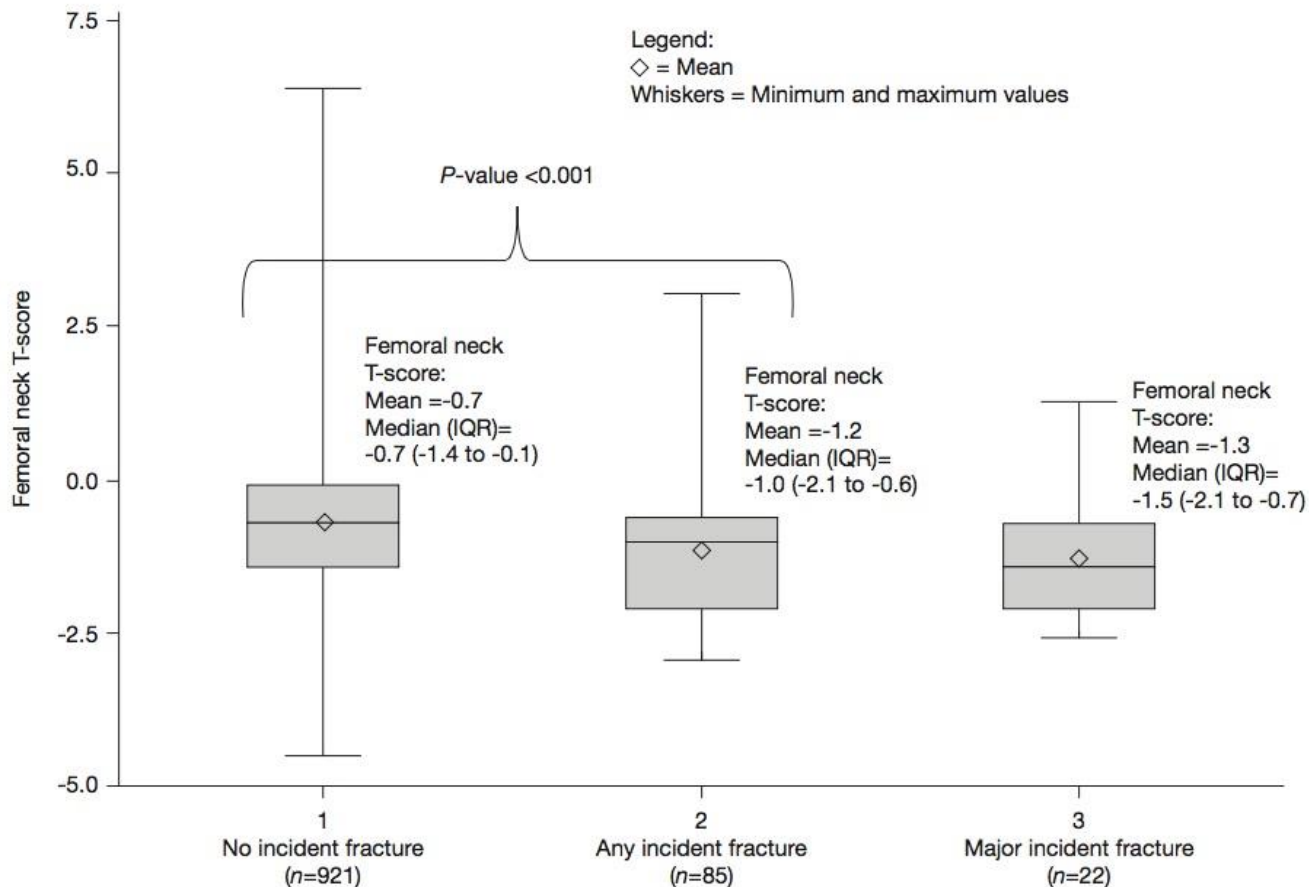 7.5
5.0
2.5
0.0
-2.5
-5.0
Femoral neck T-score
Legend:
◇ = Mean
Whiskers = Minimum and maximum values
P-value <0.001
Femoral neck
T-score:
Mean =-0.7
Median (IQR)=
-0.7 (-1.4 to -0.1)
Femoral neck
T-score:
Mean =-1.2
Median (IQR)=
-1.0 (-2.1 to -0.6)
Femoral neck
T-score:
Mean =-1.3
Median (IQR)=
-1.5 (-2.1 to -0.7)
1
No incident fracture
(n=921)
2
Any incident fracture
(n=85)
3
Major incident fracture
(n=22)